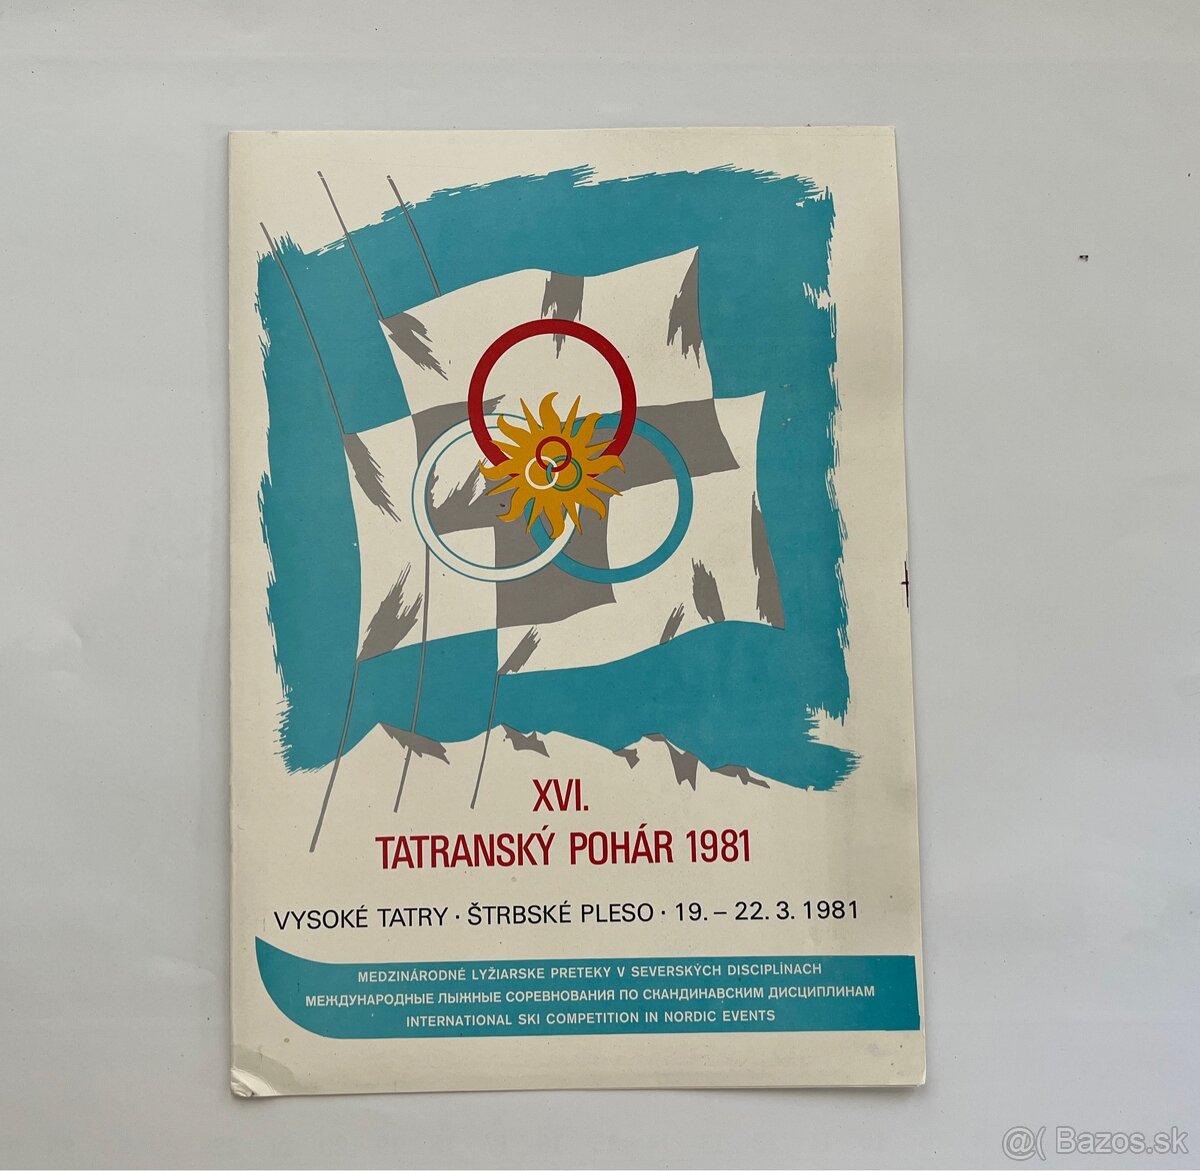 XVI.
TATRANSKÝ POHÁR 1981
VYSOKÉ TATRY · ŠTRBSKÉ PLESO · 19. – 22. 3. 1981
MEDZINÁRODNÉ LYŽIARSKE PRETEKY V SEVERSKÝCH DISCIPLÍNACH
МЕЖДУНАРОДНЫЕ ЛЫЖНЫЕ СОРЕВНОВАНИЯ ПО СКАНДИНАВСКИМ ДИСЦИПЛИНАМ
INTERNATIONAL SKI COMPETITION IN NORDIC EVENTS
@( Bazos.sk